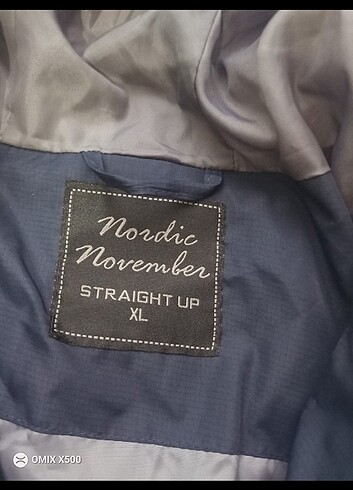 Nordic
November
STRAIGHT UP
XL
OMIX X500